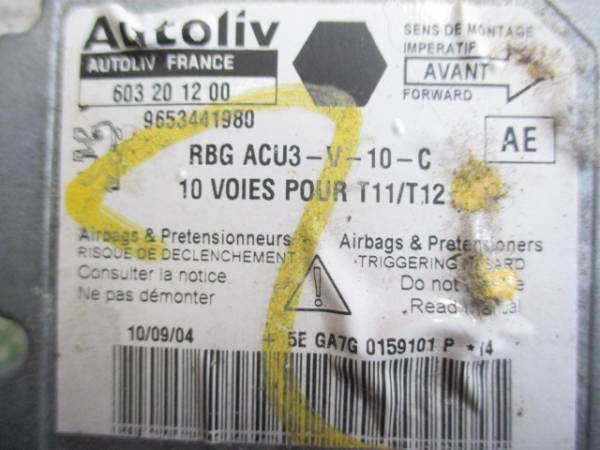 Autoliv
AUTOLIV FRANCE
603 20 12 00
9653441980
SENS DE MONTAGE
IMPERATIF
AVANT
FORWARD
AE
RBG ACU3-V-10-C
10 VOIES POUR T11/T12
Airbags & Pretensionneurs
RISQUE DE DECLENCHEMENT
Consulter la notice
Ne pas démonter
Airbags & Pretensioners
TRIGGERING
Do not
Read
10/09/04
5E GA7G 0159101 P